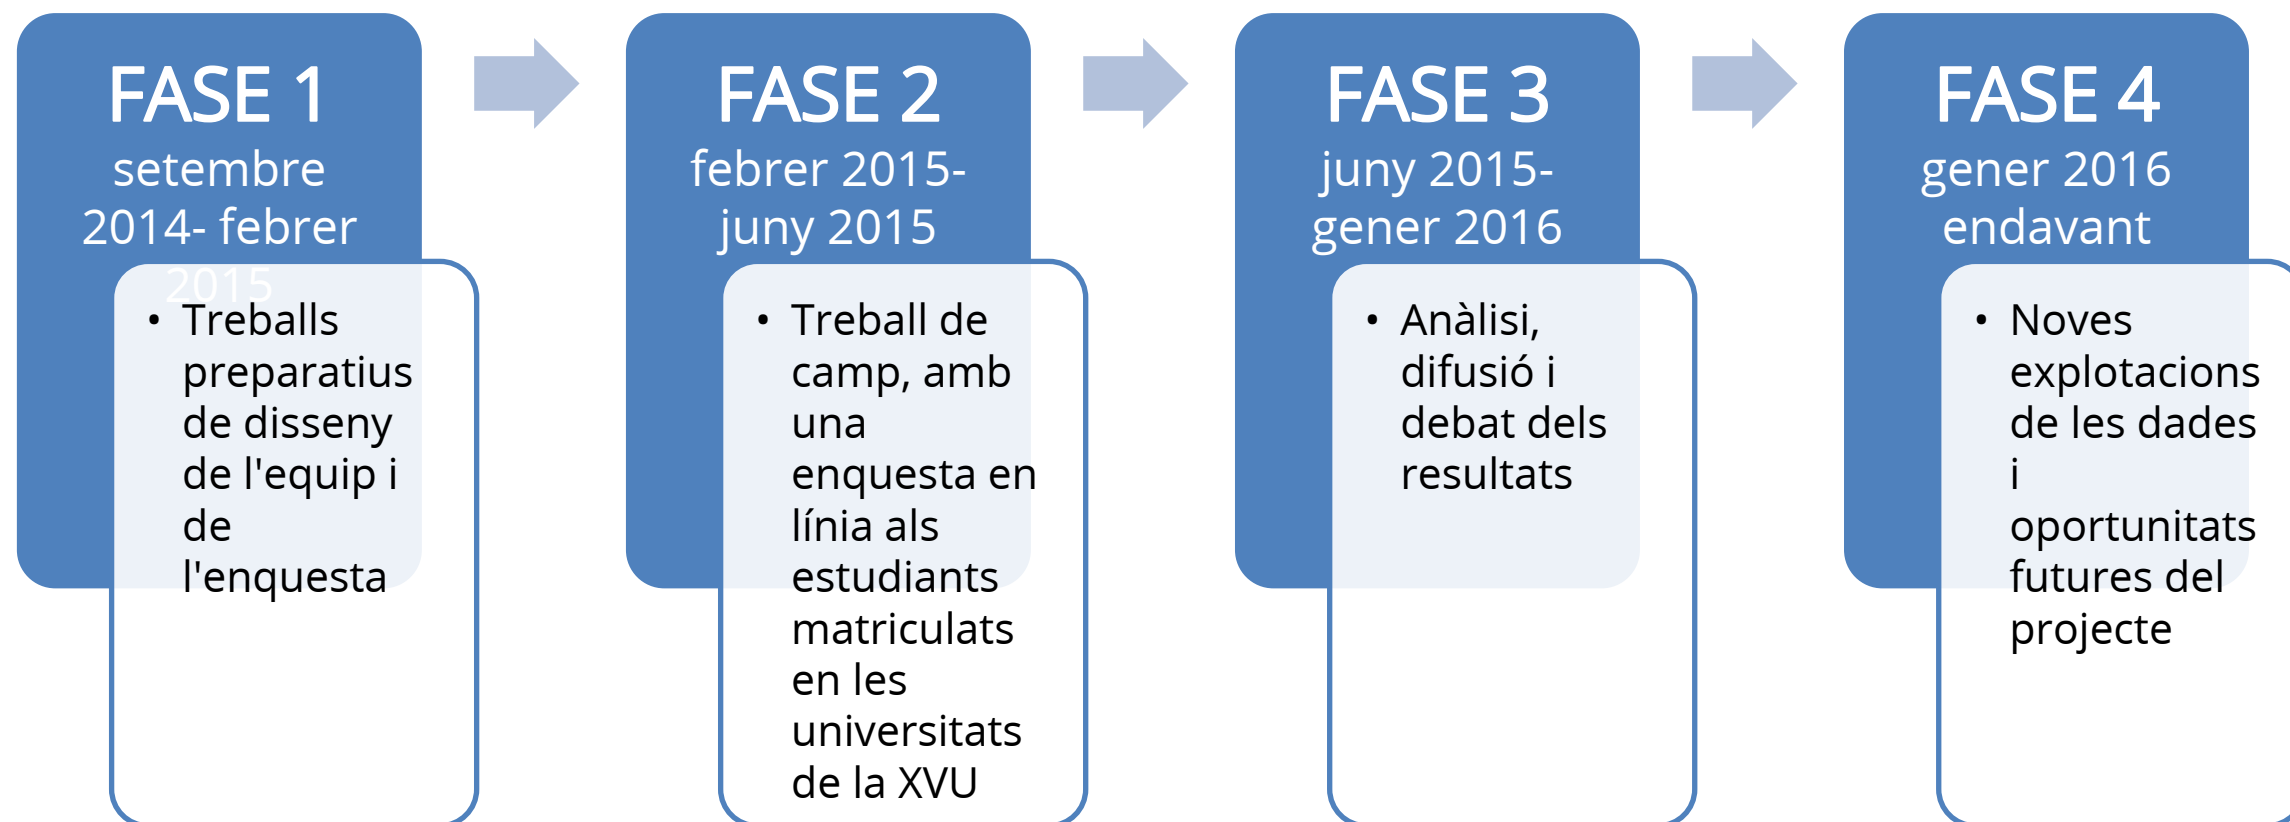 FASE 1
setembre
2014- febrer
2015
• Treballs
preparatius
de disseny
de l'equip i
de
l'enquesta
FASE 2
febrer 2015-
juny 2015
• Treball de
camp, amb
una
enquesta en
línia als
estudiants
matriculats
en les
universitats
de la XVU
FASE 3
juny 2015-
gener 2016
• Anàlisi,
difusió i
debat dels
resultats
FASE 4
gener 2016
endavant
• Noves
explotacions
de les dades
i
oportunitats
futures del
projecte